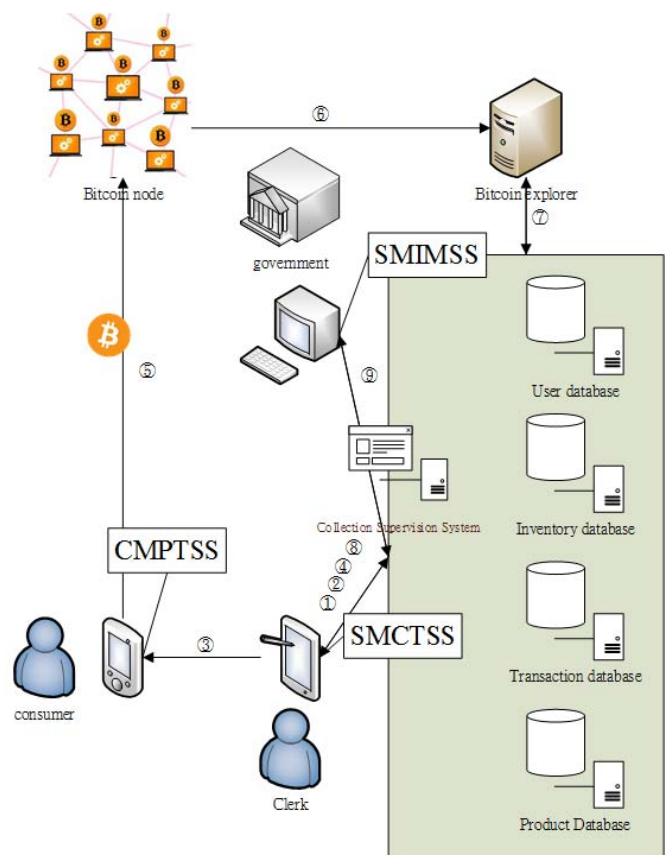 ⑥
Bitcoin node
Bitcoin explorer
⑦
government
SMIMSS
⑤
⑨
User database
Collection Supervision System
Inventory database
⑧
④
②
①
CMPTSS
SMCTSS
③
Transaction database
consumer
Clerk
Product Database